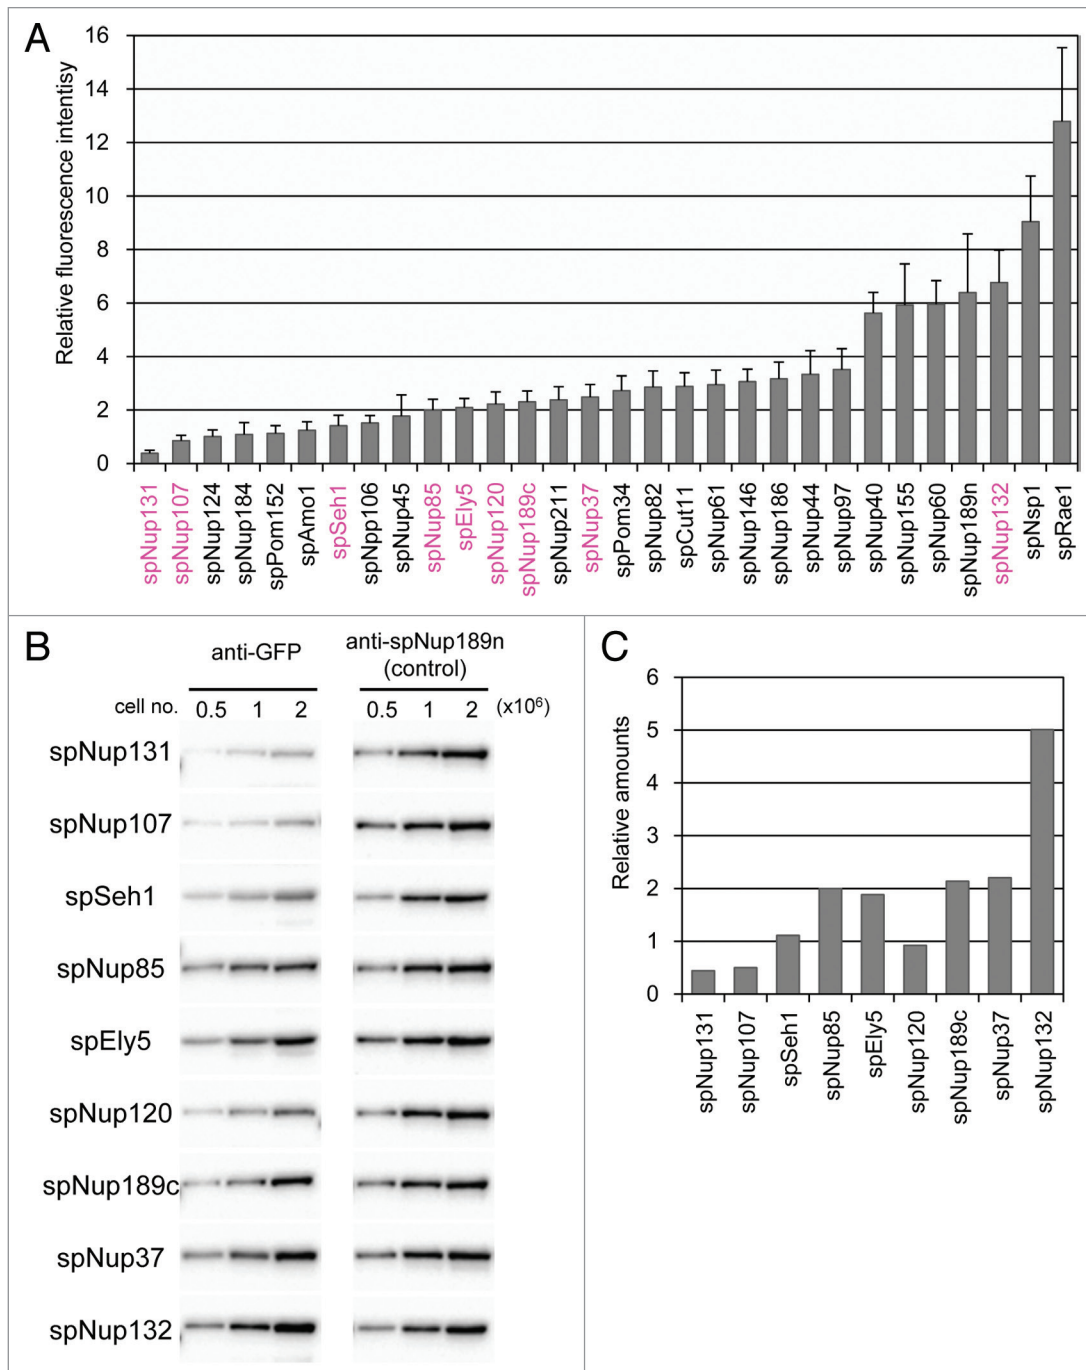 A
Relative fluorescence intentisy
16
14
12
10
8
6
4
2
0
spNup131
spNup107
spNup124
spNup184
spPom152
spAmo1
spSeh1
spNpp106
spNup45
spNup85
spEly5
spNup120
spNup189c
spNup211
spNup37
spPom34
spNup82
spCut11
spNup61
spNup146
spNup186
spNup44
spNup97
spNup40
spNup155
spNup60
spNup189n
spNup132
spNsp1
spRae1
B
anti-GFP
anti-spNup189n
(control)
cell no. 0.5 1 2 0.5 1 2 (x10⁶)
spNup131
spNup107
spSeh1
spNup85
spEly5
spNup120
spNup189c
spNup37
spNup132
C
Relative amounts
6
5
4
3
2
1
0
spNup131
spNup107
spSeh1
spNup85
spEly5
spNup120
spNup189c
spNup37
spNup132